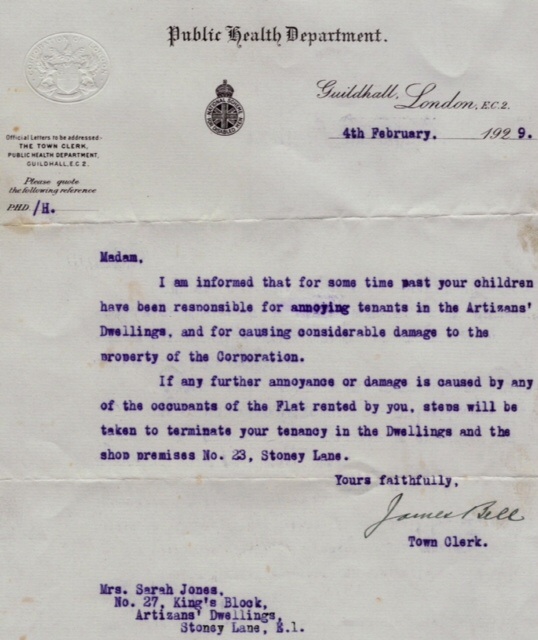 Public Health Department.
Guildhall, London, E.C.2.
4th February. 1929.
NATIONAL SCHEME
DISABLED MEN
Official Letters to be addressed:-
THE TOWN CLERK,
PUBLIC HEALTH DEPARTMENT,
GUILDHALL, E.C.2.
Please quote
the following reference
P.H.D./H.
Madam,
I am informed that for some time past your children
have been responsible for annoying tenants in the Artizans'
Dwellings, and for causing considerable damage to the
property of the Corporation.
If any further annoyance or damage is caused by any
of the occupants of the Flat rented by you, steps will be
taken to terminate your tenancy in the Dwellings and the
shop premises No. 23, Stoney Lane.
Yours faithfully,
James Bell
Town Clerk.
Mrs. Sarah Jones,
No. 27, King's Block,
Artizans' Dwellings,
Stoney Lane, E.1.